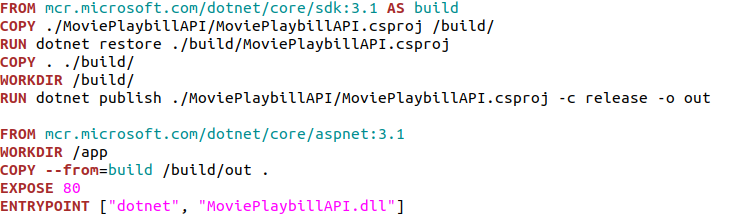 FROM mcr.microsoft.com/dotnet/core/sdk:3.1 AS build
COPY ./MoviePlaybillAPI/MoviePlaybillAPI.csproj /build/
RUN dotnet restore ./build/MoviePlaybillAPI.csproj
COPY . ./build/
WORKDIR /build/
RUN dotnet publish ./MoviePlaybillAPI/MoviePlaybillAPI.csproj -c release -o out

FROM mcr.microsoft.com/dotnet/core/aspnet:3.1
WORKDIR /app
COPY --from=build /build/out .
EXPOSE 80
ENTRYPOINT ["dotnet", "MoviePlaybillAPI.dll"]